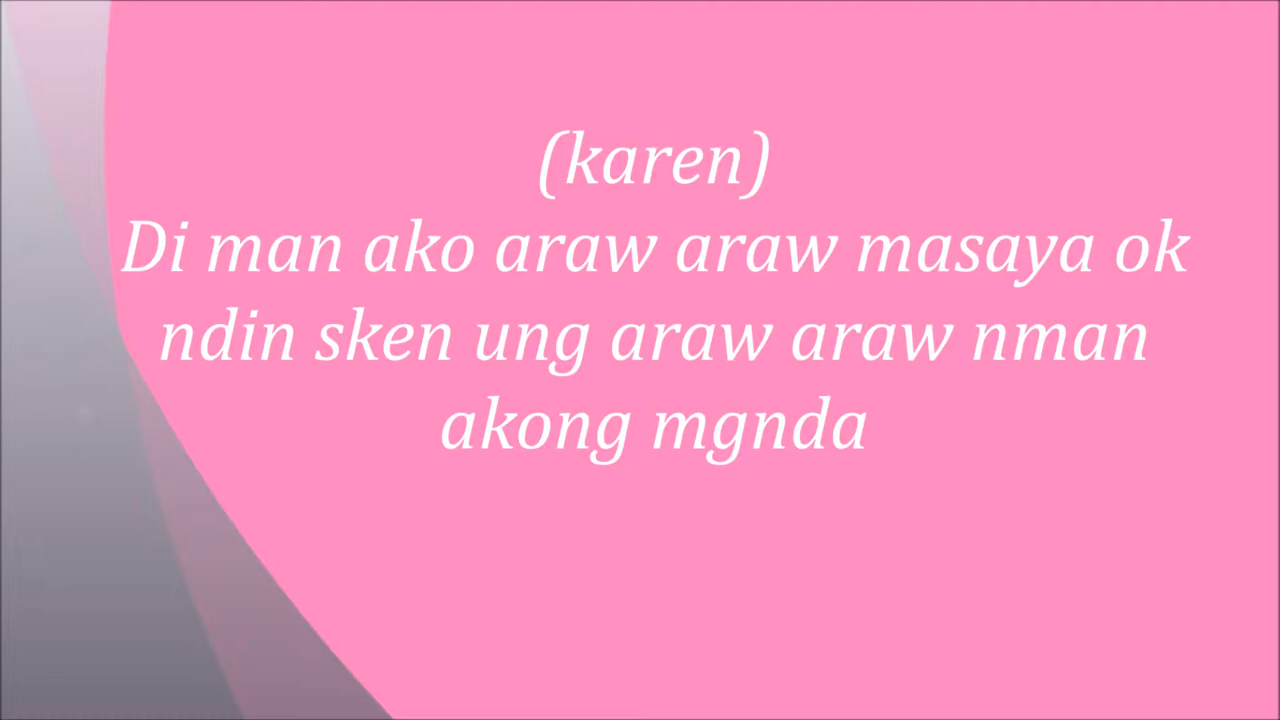 (karen)
Di man ako araw araw masaya ok
ndin sken ung araw araw nman
akong mgnda